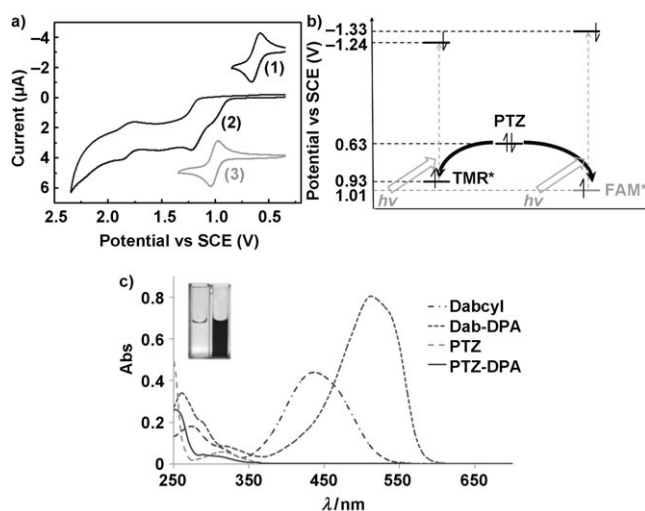 a)
−4
−2
0
2
4
6
Current (μA)
(1)
(2)
(3)
2.0 1.5 1.0 0.5
Potential vs SCE (V)
b)
Potential vs SCE (V)
−1.33
−1.24
0.63
0.93
1.01
PTZ
TMR*
FAM*
hν
hν
c)
0.8
0.6
0.4
0.2
0
Abs
Dabcyl
Dab-DPA
PTZ
PTZ-DPA
250 350 450 550 650
λ/nm